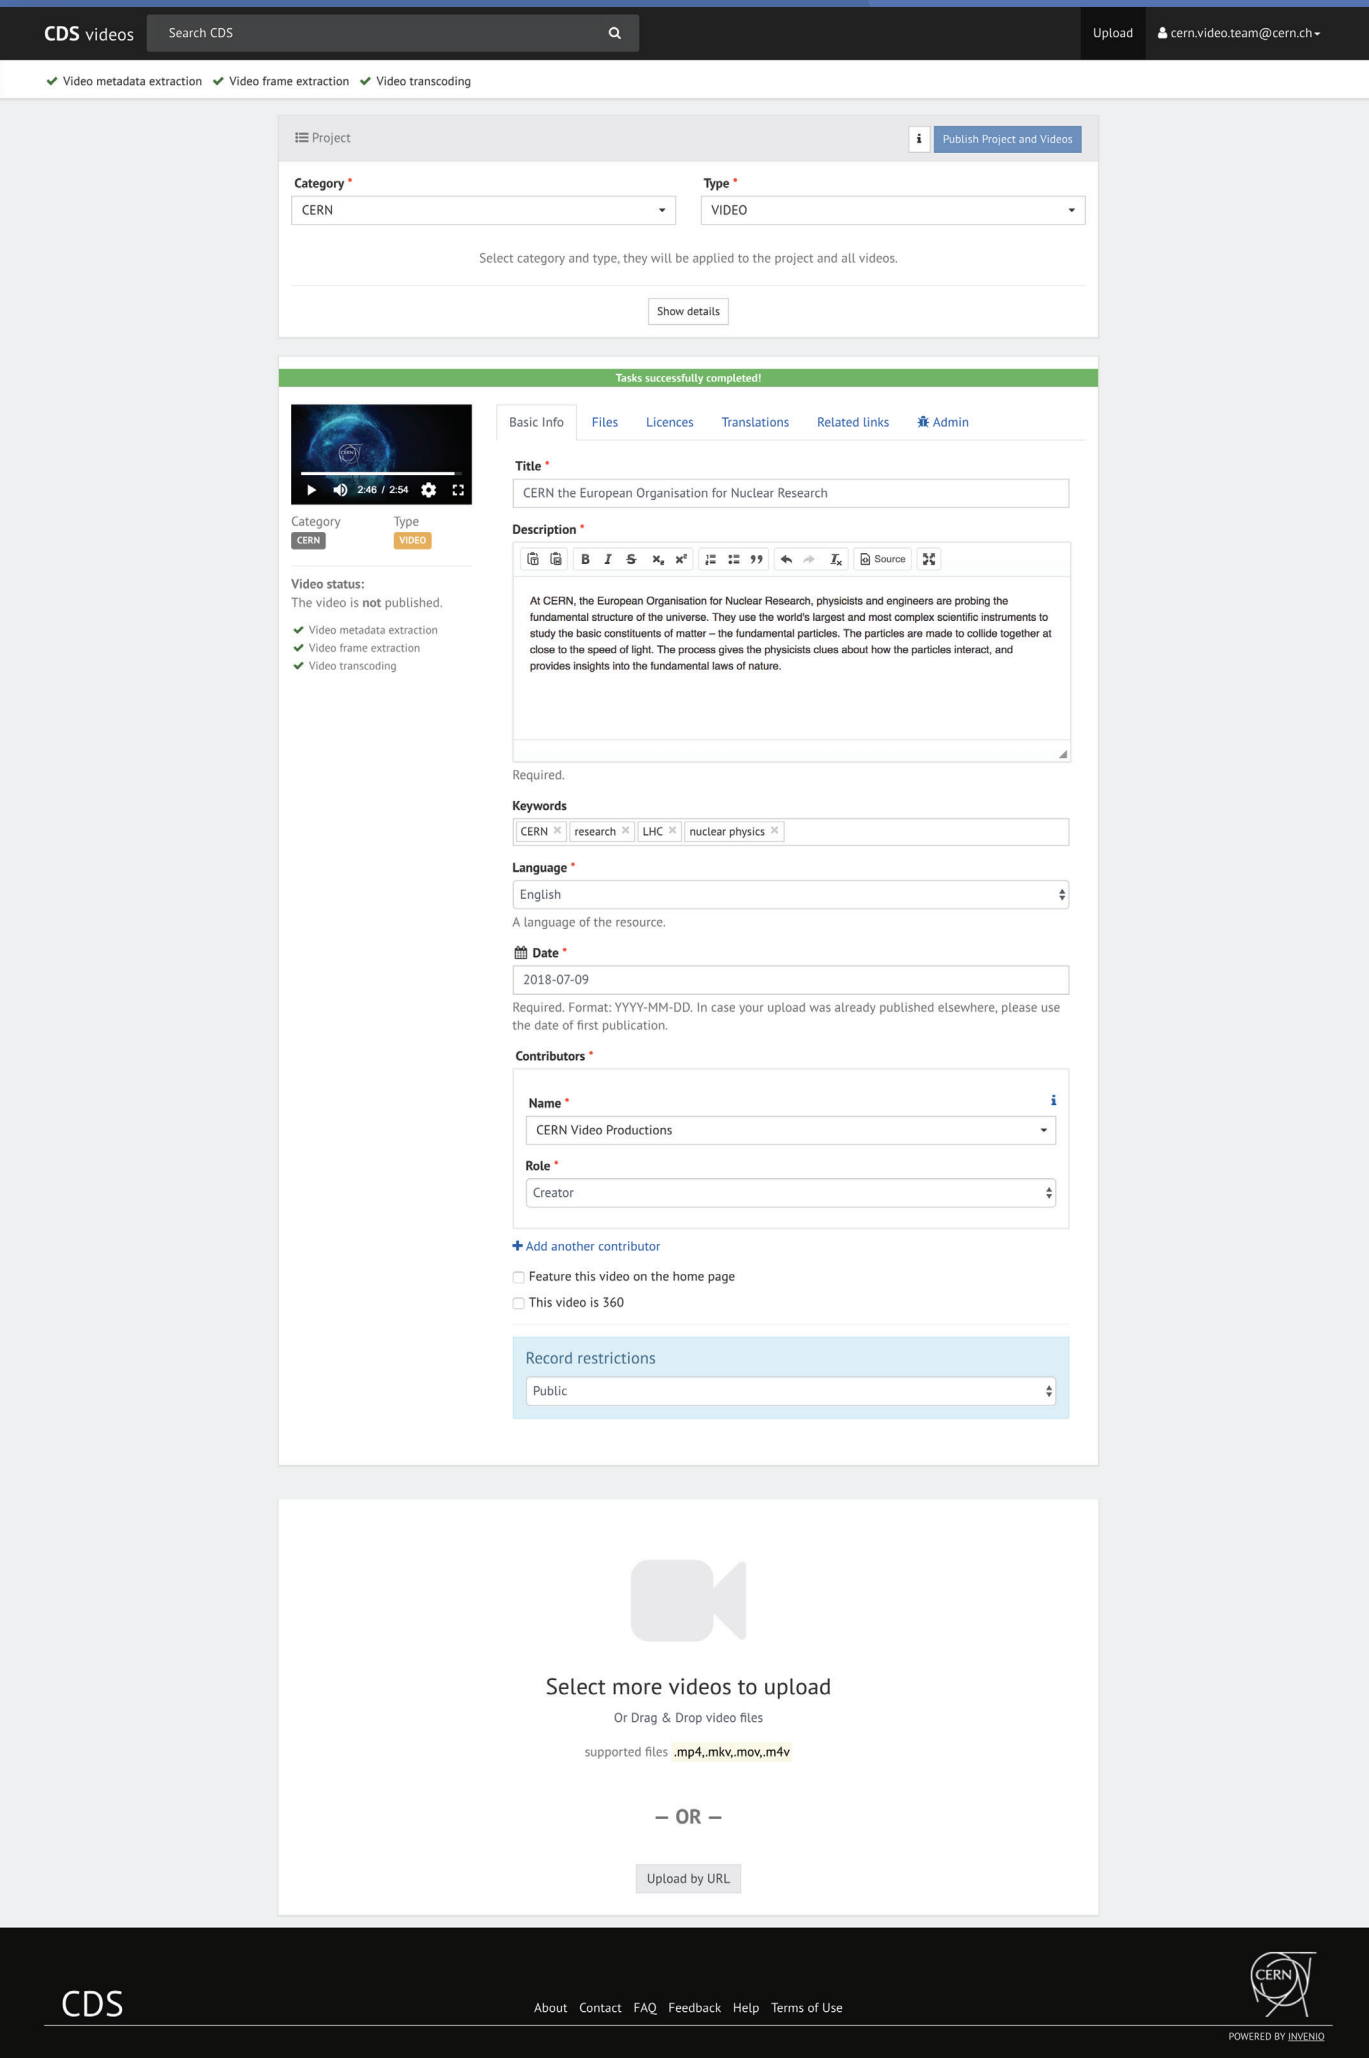 CDS videos Search CDS Upload cern.video.team@cern.ch
Video metadata extraction Video frame extraction Video transcoding
Project i Publish Project and Videos
Category * Type *
CERN VIDEO
Select category and type, they will be applied to the project and all videos.
Show details
Tasks successfully completed!
Basic Info Files Licences Translations Related links Admin
CERN
2:46 / 2:54
Category Type
CERN VIDEO
Video status:
The video is not published.
Video metadata extraction
Video frame extraction
Video transcoding
Title *
CERN the European Organisation for Nuclear Research
Description *
B I S x₂ x² Iₓ Source
At CERN, the European Organisation for Nuclear Research, physicists and engineers are probing the
fundamental structure of the universe. They use the world's largest and most complex scientific instruments to
study the basic constituents of matter – the fundamental particles. The particles are made to collide together at
close to the speed of light. The process gives the physicists clues about how the particles interact, and
provides insights into the fundamental laws of nature.
Required.
Keywords
CERN × research × LHC × nuclear physics ×
Language *
English
A language of the resource.
Date *
2018-07-09
Required. Format: YYYY-MM-DD. In case your upload was already published elsewhere, please use
the date of first publication.
Contributors *
Name * i
CERN Video Productions
Role *
Creator
+ Add another contributor
Feature this video on the home page
This video is 360
Record restrictions
Public
Select more videos to upload
Or Drag & Drop video files
supported files .mp4,.mkv,.mov,.m4v
— OR —
Upload by URL
CERN
CDS
About Contact FAQ Feedback Help Terms of Use
POWERED BY INVENIO